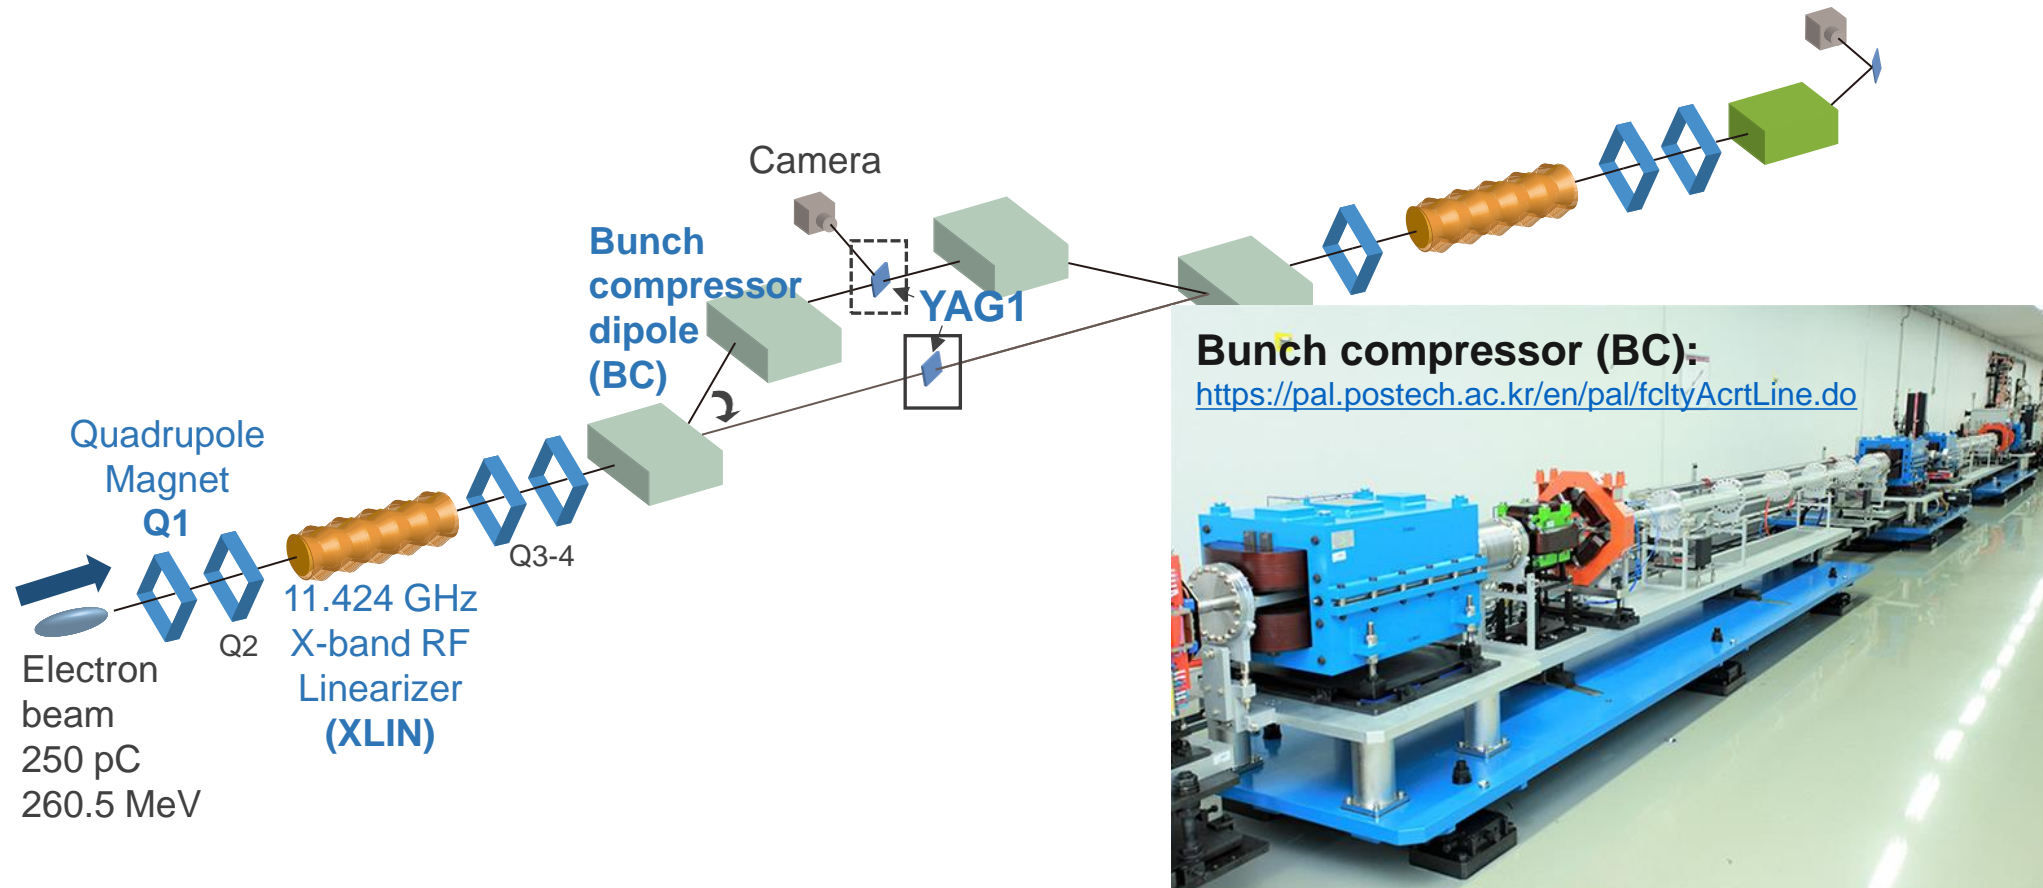 Camera
Bunch
compressor
dipole
(BC)
YAG1
Quadrupole
Magnet
Q1
Q2
Q3-4
11.424 GHz
X-band RF
Linearizer
(XLIN)
Electron
beam
250 pC
260.5 MeV
Bunch compressor (BC):
https://pal.postech.ac.kr/en/pal/fcltyAcrtLine.do